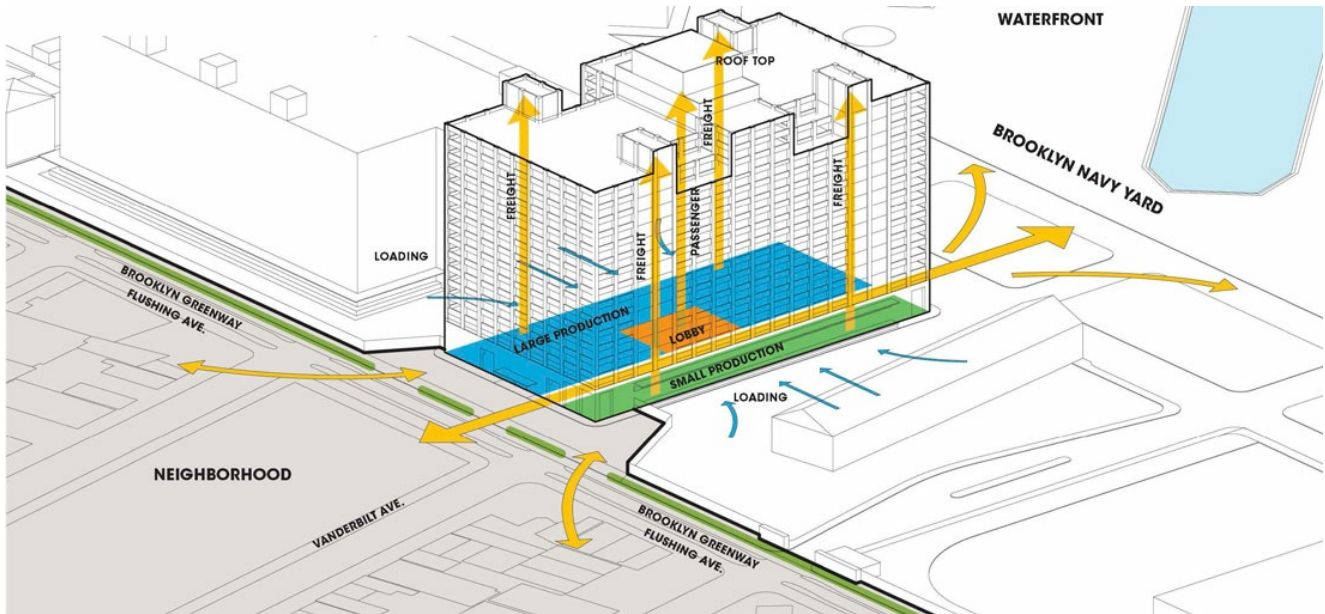 WATERFRONT
ROOF TOP
FREIGHT
BROOKLYN NAVY YARD
FREIGHT
PASSENGER
FREIGHT
FREIGHT
LOADING
BROOKLYN GREENWAY
FLUSHING AVE.
LARGE PRODUCTION
LOBBY
SMALL PRODUCTION
LOADING
NEIGHBORHOOD
VANDERBILT AVE.
BROOKLYN GREENWAY
FLUSHING AVE.